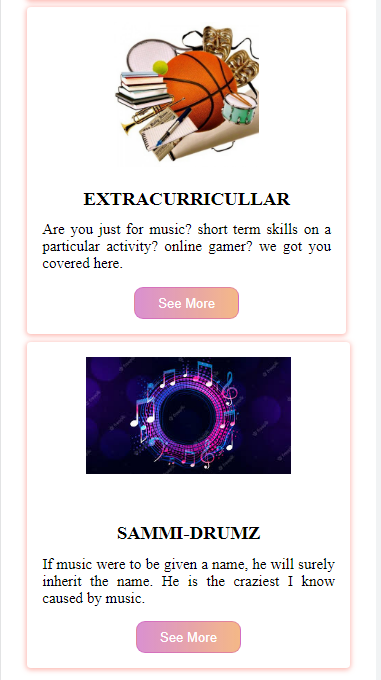 EXTRACURRICULLAR
Are you just for music? short term skills on a
particular activity? online gamer? we got you
covered here.
See More
SAMMI-DRUMZ
If music were to be given a name, he will surely
inherit the name. He is the craziest I know
caused by music.
See More